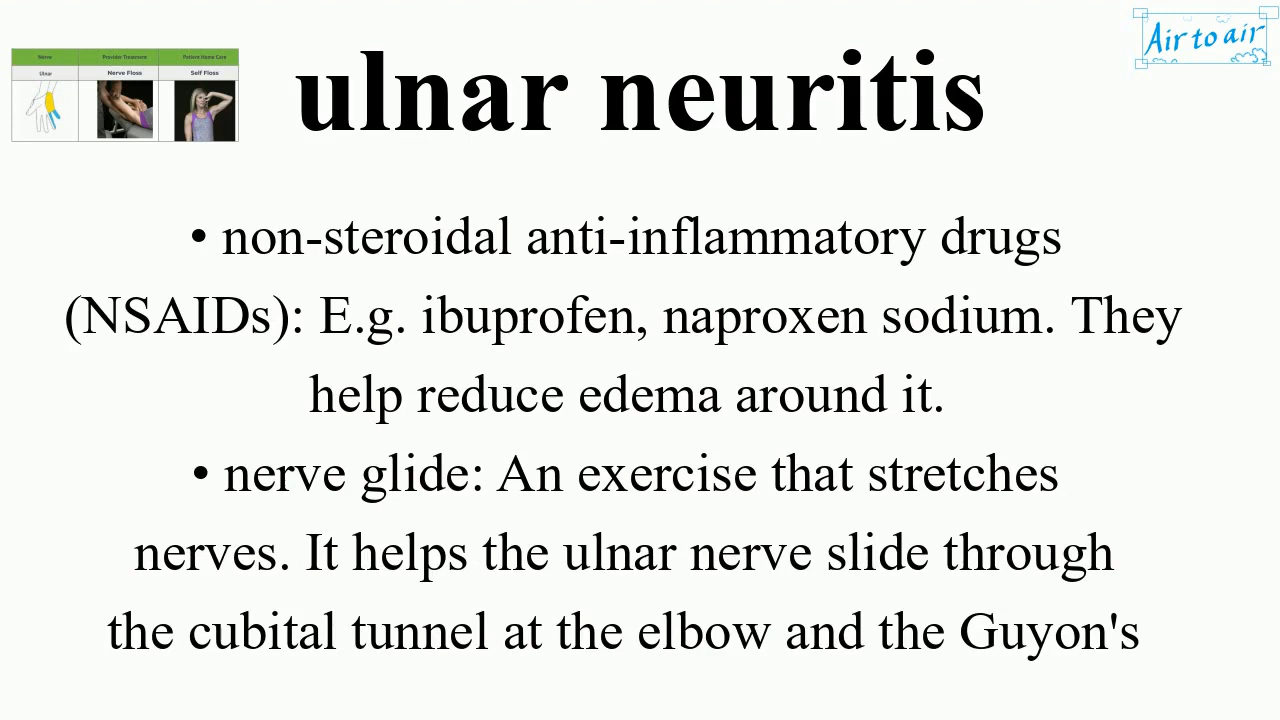 Nerve Provider Treatment Patient Home Care
Ulnar Nerve Floss Self Floss
Air to air
ulnar neuritis
• non-steroidal anti-inflammatory drugs
(NSAIDs): E.g. ibuprofen, naproxen sodium. They
help reduce edema around it.
• nerve glide: An exercise that stretches
nerves. It helps the ulnar nerve slide through
the cubital tunnel at the elbow and the Guyon's